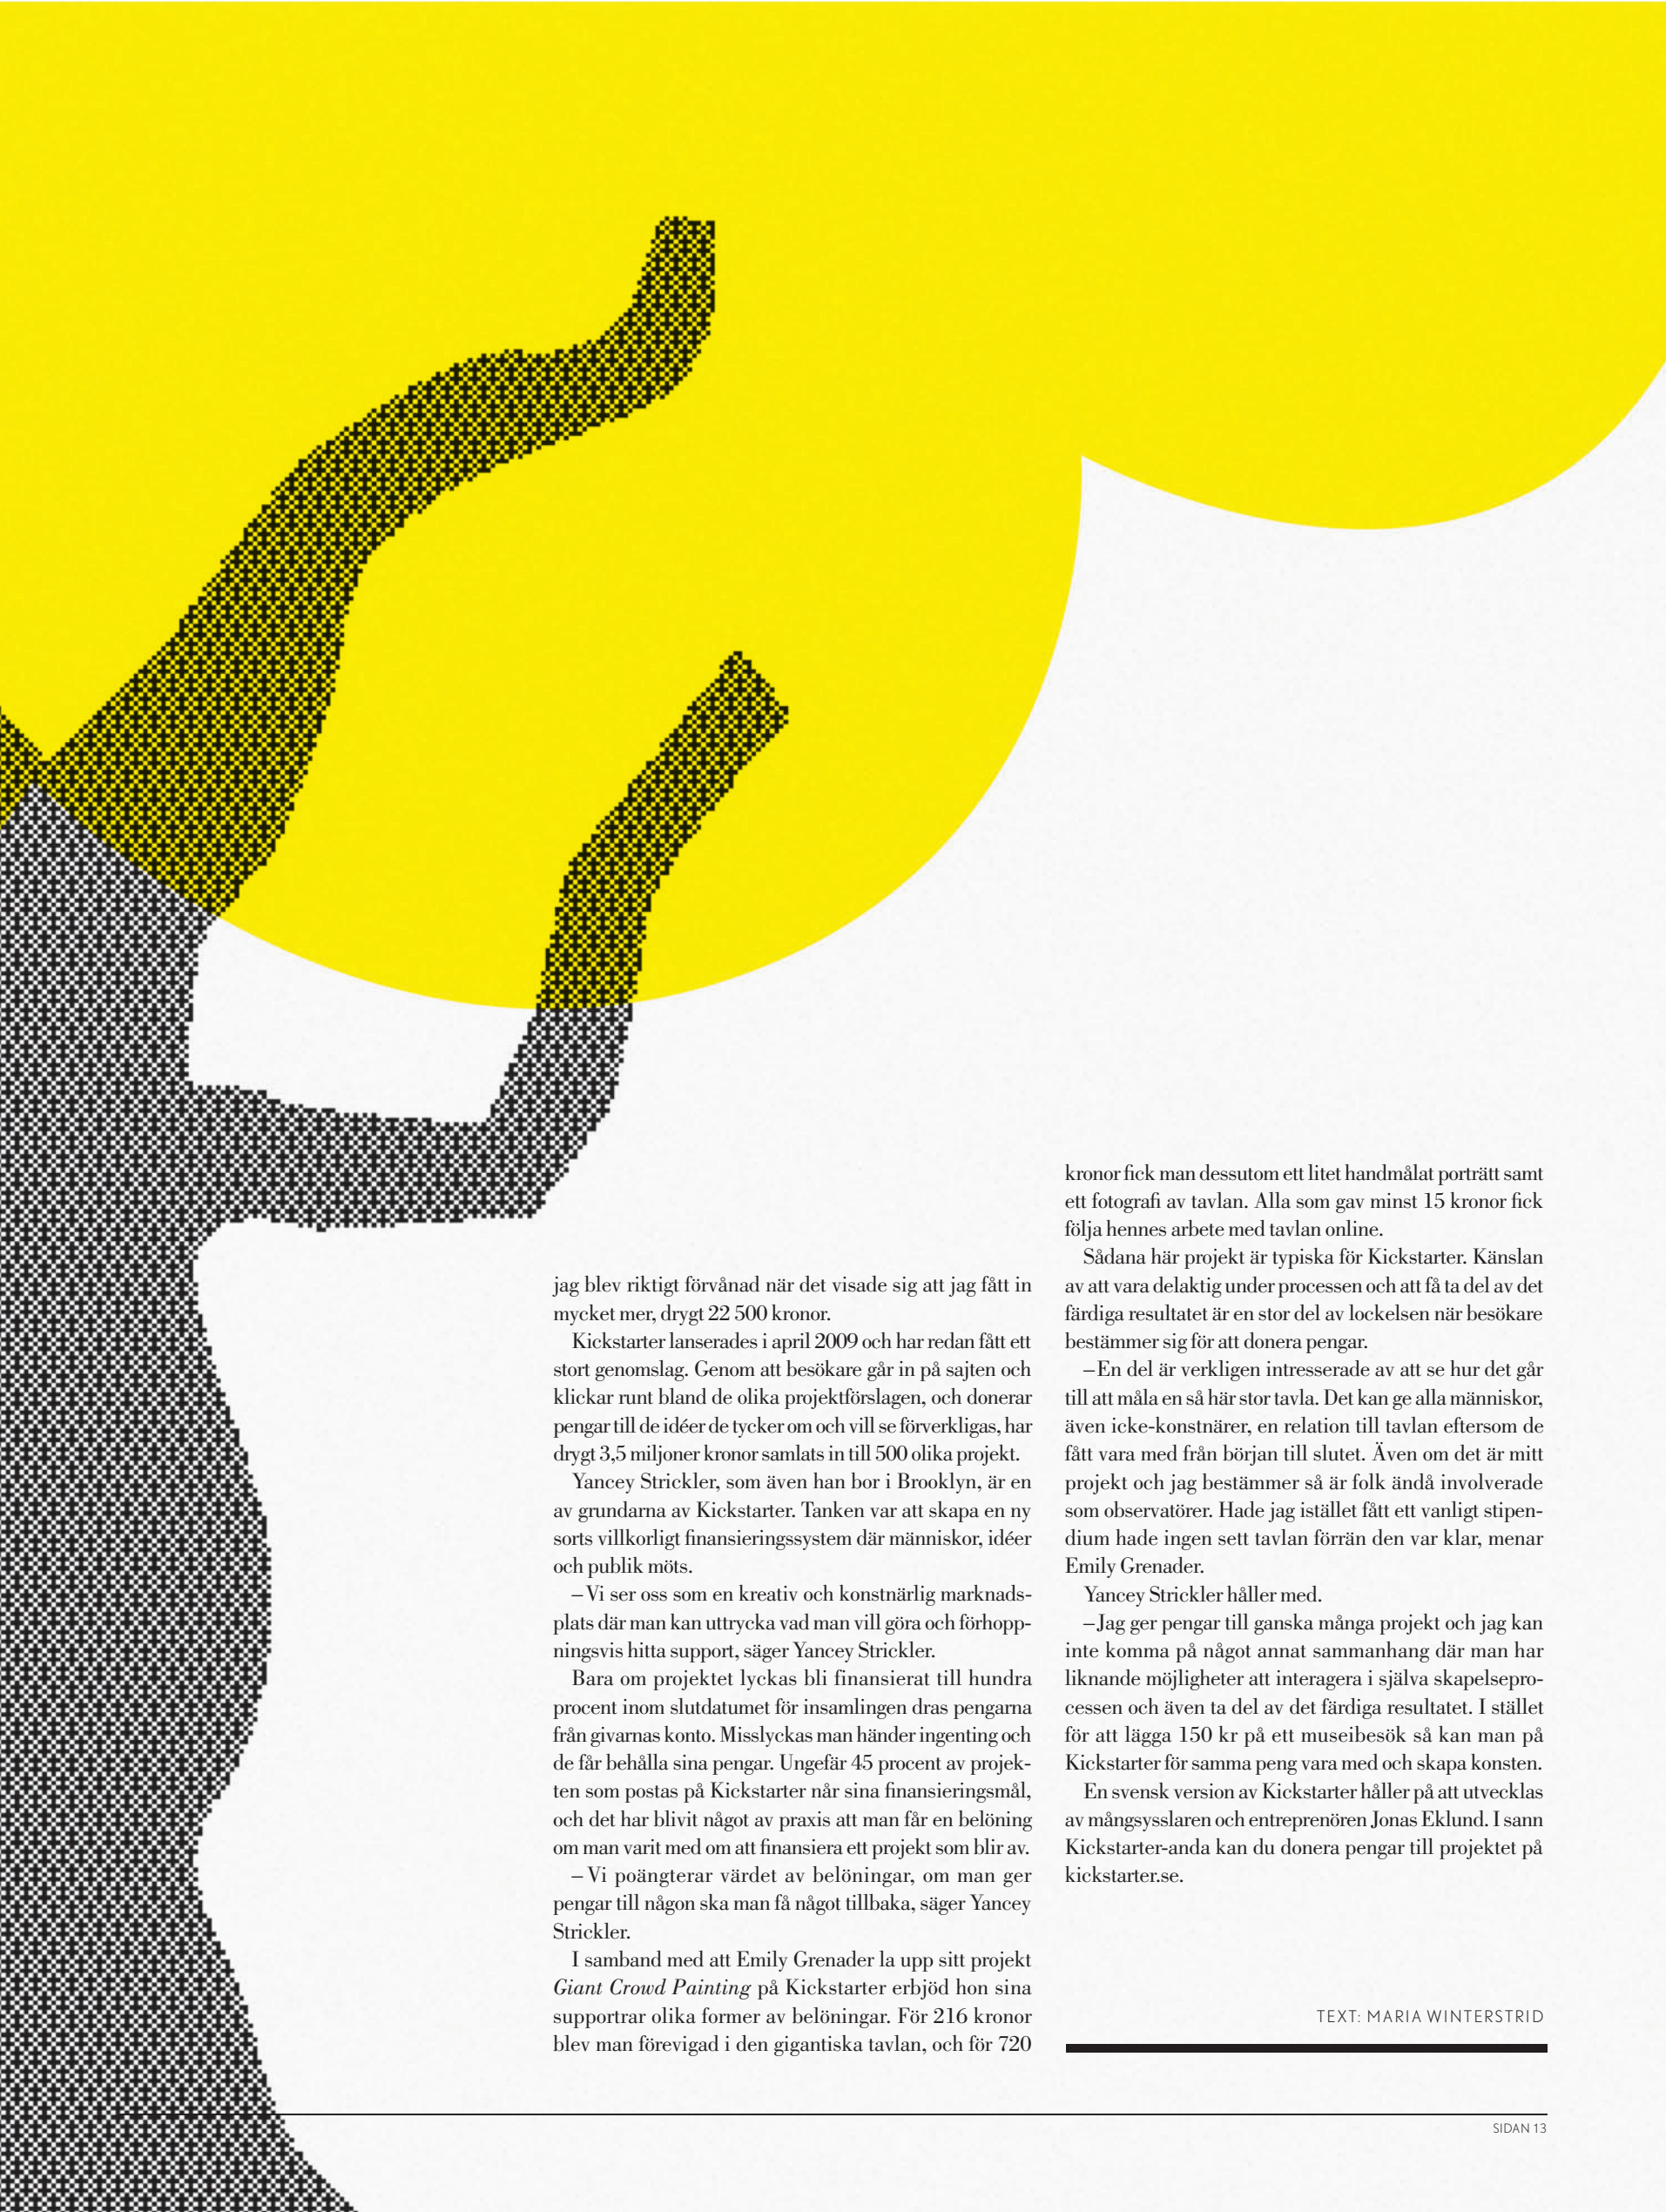 jag blev riktigt förvånad när det visade sig att jag fått in
mycket mer, drygt 22 500 kronor.
Kickstarter lanserades i april 2009 och har redan fått ett
stort genomslag. Genom att besökare går in på sajten och
klickar runt bland de olika projektförslagen, och donerar
pengar till de idéer de tycker om och vill se förverkligas, har
drygt 3,5 miljoner kronor samlats in till 500 olika projekt.
Yancey Strickler, som även han bor i Brooklyn, är en
av grundarna av Kickstarter. Tanken var att skapa en ny
sorts villkorligt finansieringssystem där människor, idéer
och publik möts.
– Vi ser oss som en kreativ och konstnärlig marknads-
plats där man kan uttrycka vad man vill göra och förhopp-
ningsvis hitta support, säger Yancey Strickler.
Bara om projektet lyckas bli finansierat till hundra
procent inom slutdatumet för insamlingen dras pengarna
från givarnas konto. Misslyckas man händer ingenting och
de får behålla sina pengar. Ungefär 45 procent av projek-
ten som postas på Kickstarter når sina finansieringsmål,
och det har blivit något av praxis att man får en belöning
om man varit med om att finansiera ett projekt som blir av.
– Vi poängterar värdet av belöningar, om man ger
pengar till någon ska man få något tillbaka, säger Yancey
Strickler.
I samband med att Emily Grenader la upp sitt projekt
Giant Crowd Painting på Kickstarter erbjöd hon sina
supportrar olika former av belöningar. För 216 kronor
blev man förevigad i den gigantiska tavlan, och för 720
kronor fick man dessutom ett litet handmålat porträtt samt
ett fotografi av tavlan. Alla som gav minst 15 kronor fick
följa hennes arbete med tavlan online.
Sådana här projekt är typiska för Kickstarter. Känslan
av att vara delaktig under processen och att få ta del av det
färdiga resultatet är en stor del av lockelsen när besökare
bestämmer sig för att donera pengar.
– En del är verkligen intresserade av att se hur det går
till att måla en så här stor tavla. Det kan ge alla människor,
även icke-konstnärer, en relation till tavlan eftersom de
fått vara med från början till slutet. Även om det är mitt
projekt och jag bestämmer så är folk ändå involverade
som observatörer. Hade jag istället fått ett vanligt stipen-
dium hade ingen sett tavlan förrän den var klar, menar
Emily Grenader.
Yancey Strickler håller med.
– Jag ger pengar till ganska många projekt och jag kan
inte komma på något annat sammanhang där man har
liknande möjligheter att interagera i själva skapelsepro-
cessen och även ta del av det färdiga resultatet. I stället
för att lägga 150 kr på ett museibesök så kan man på
Kickstarter för samma peng vara med och skapa konsten.
En svensk version av Kickstarter håller på att utvecklas
av mångsysslaren och entreprenören Jonas Eklund. I sann
Kickstarter-anda kan du donera pengar till projektet på
kickstarter.se.
TEXT: MARIA WINTERSTRID
SIDAN 13